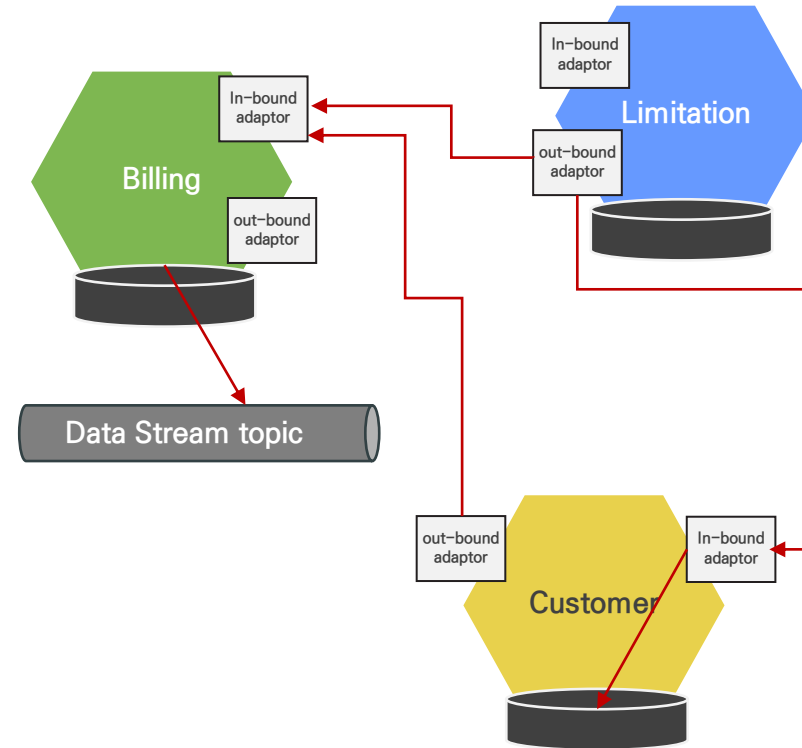 In-bound
adaptor
Limitation
out-bound
adaptor
In-bound
adaptor
Billing
out-bound
adaptor
Data Stream topic
out-bound
adaptor
In-bound
adaptor
Customer